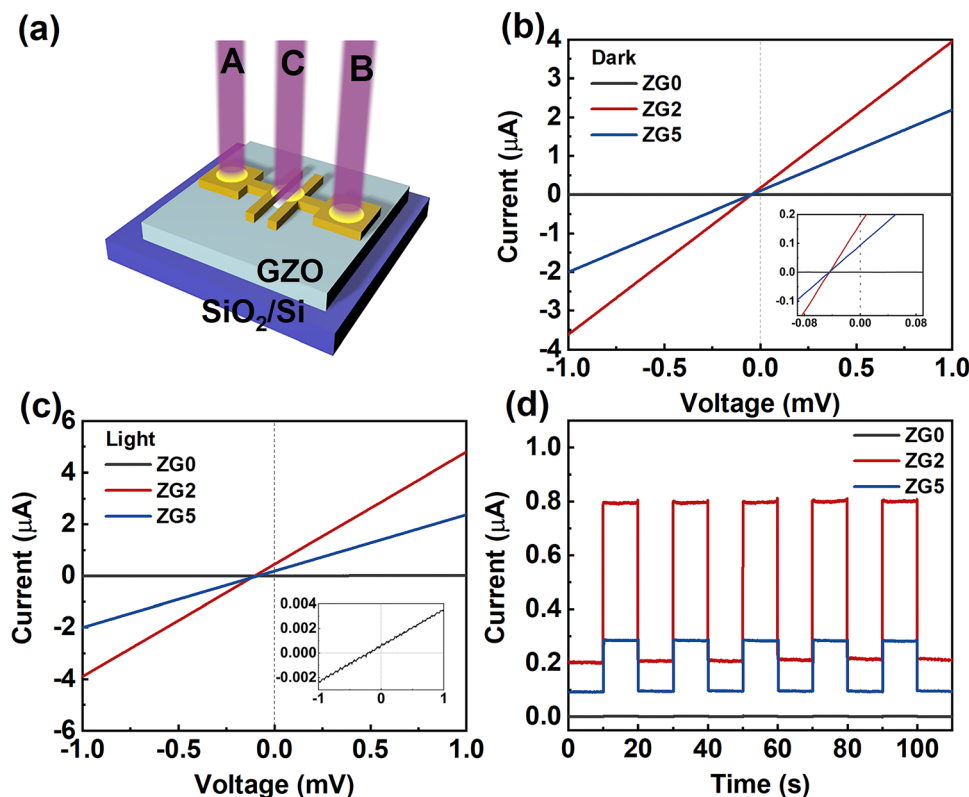 (a)
A
C
B
GZO
SiO₂/Si
(b)
Dark
ZG0
ZG2
ZG5
Current (μA)
4
3
2
1
0
-1
-2
-3
-4
-1.0
-0.5
0.0
0.5
1.0
Voltage (mV)
0.2
0.1
0.0
-0.1
-0.08
0.00
0.08
(c)
Light
ZG0
ZG2
ZG5
Current (μA)
6
4
2
0
-2
-4
-6
-1.0
-0.5
0.0
0.5
1.0
Voltage (mV)
0.004
0.002
0.000
-0.002
-1
0
1
(d)
ZG0
ZG2
ZG5
Current (μA)
1.0
0.8
0.6
0.4
0.2
0.0
0
20
40
60
80
100
Time (s)